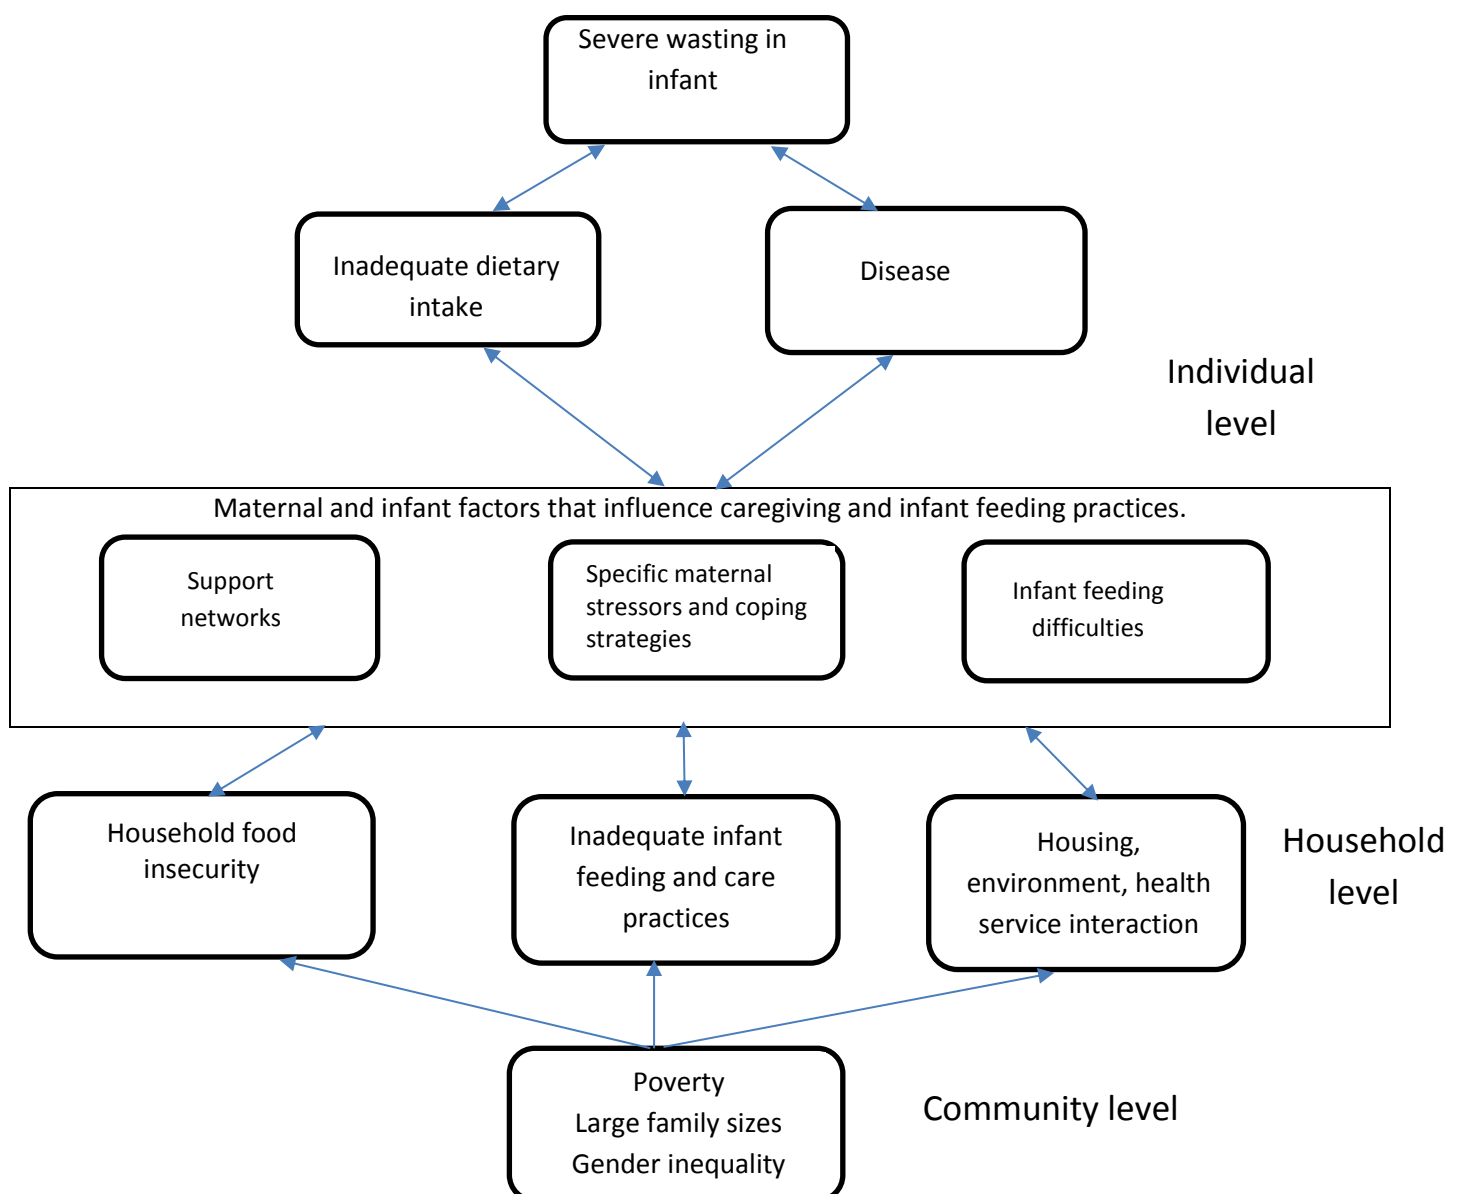 Severe wasting in
infant
Inadequate dietary
intake
Disease
Individual
level
Maternal and infant factors that influence caregiving and infant feeding practices.
Support
networks
Specific maternal
stressors and coping
strategies
Infant feeding
difficulties
Household food
insecurity
Inadequate infant
feeding and care
practices
Housing,
environment, health
service interaction
Household
level
Poverty
Large family sizes
Gender inequality
Community level